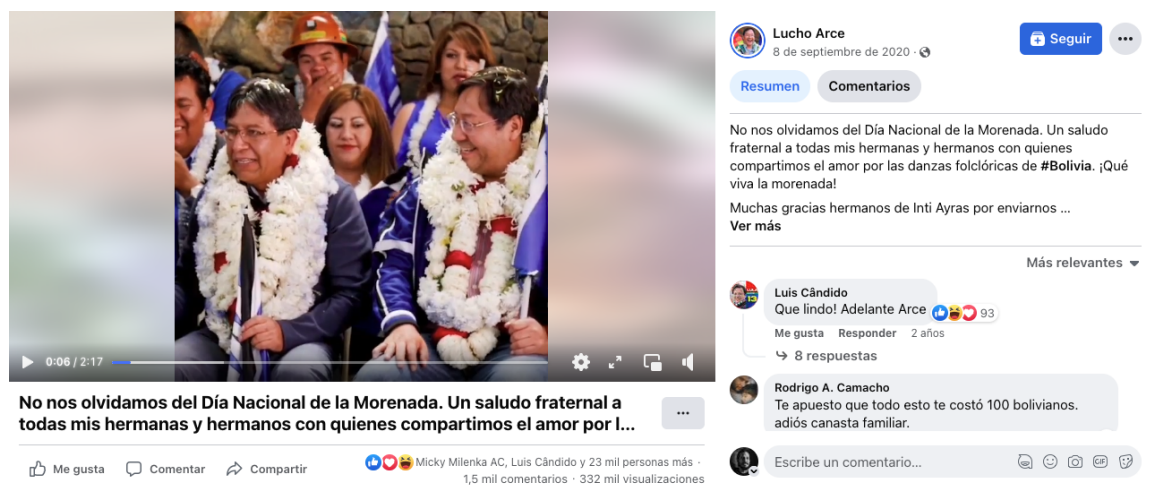 Lucho Arce
8 de septiembre de 2020 ·
Seguir
Resumen
Comentarios
No nos olvidamos del Día Nacional de la Morenada. Un saludo
fraternal a todas mis hermanas y hermanos con quienes
compartimos el amor por las danzas folclóricas de #Bolivia. ¡Qué
viva la morenada!
Muchas gracias hermanos de Inti Ayras por enviarnos ...
Ver más
Más relevantes
Luis Cândido
Que lindo! Adelante Arce
93
Me gusta Responder 2 años
8 respuestas
Rodrigo A. Camacho
Te apuesto que todo esto te costó 100 bolivianos.
adiós canasta familiar.
Escribe un comentario...
GIF
0:06 / 2:17
No nos olvidamos del Día Nacional de la Morenada. Un saludo fraternal a
todas mis hermanas y hermanos con quienes compartimos el amor por l...
Me gusta
Comentar
Compartir
Micky Milenka AC, Luis Cândido y 23 mil personas más ·
1,5 mil comentarios · 332 mil visualizaciones